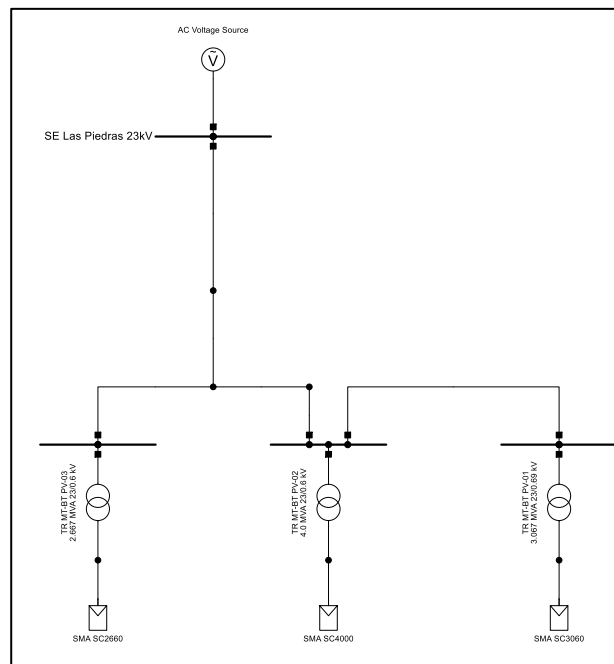 AC Voltage Source
V
SE Las Piedras 23kV
TR MT-BT PV-03
2.667 MVA 23/0.6 kV
TR MT-BT PV-02
4.0 MVA 23/0.6 kV
TR MT-BT PV-01
3.067 MVA 23/0.69 kV
SMA SC2660
SMA SC4000
SMA SC3060